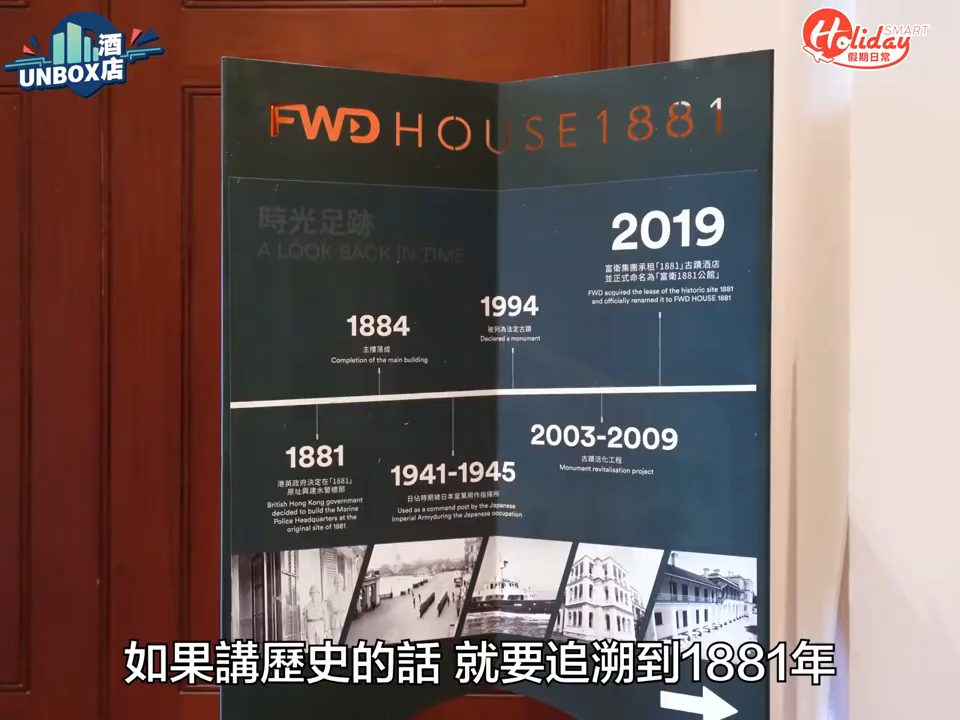 UNBOX酒店
Holiday SMART
假期日常
FWD HOUSE 1881
時光足跡
A LOOK BACK IN TIME
2019
富衛集團承租「1881」古蹟酒店
並正式命名為「富衛1881公館」
FWD acquired the lease of the historic site 1881
and officially renamed it to FWD HOUSE 1881
1994
被列為法定古蹟
Declared a monument
1884
主樓落成
Completion of the main building
1881
港英政府決定在「1881」
原址興建水警總部
British Hong Kong government
decided to build the Marine
Police Headquarters at the
original site of 1881
1941-1945
日佔時期被日本皇軍用作指揮所
Used as a command post by the Japanese
Imperial Armyduring the Japanese occupation
2003-2009
古蹟活化工程
Monument revitalisation project
如果講歷史的話 就要追溯到1881年